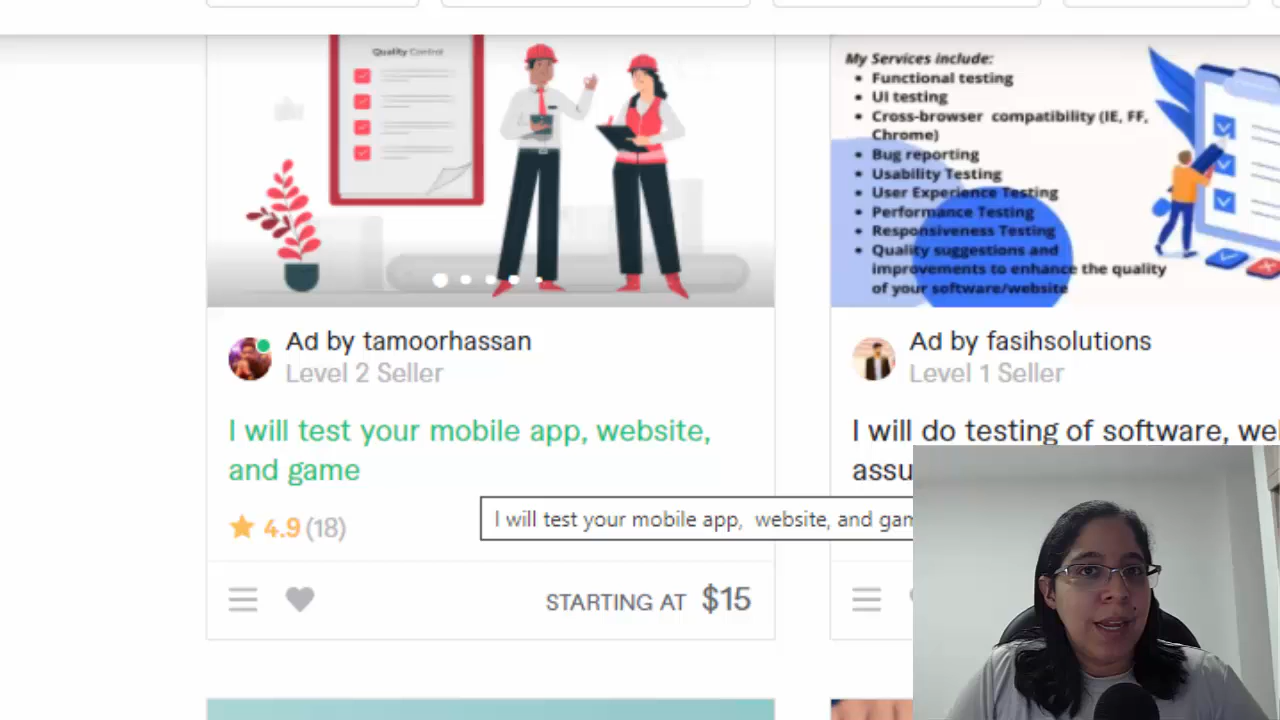 Quality Control
Ad by tamoorhassan
Level 2 Seller
I will test your mobile app, website,
and game
4.9 (18)
I will test your mobile app,  website, and gam
STARTING AT $15
My Services include:
• Functional testing
• UI testing
• Cross-browser  compatibility (IE, FF,
Chrome)
• Bug reporting
• Usability Testing
• User Experience Testing
• Performance Testing
• Responsiveness Testing
• Quality suggestions and
improvements to enhance the quality
of your software/website
Ad by fasihsolutions
Level 1 Seller
I will do testing of software, we
assu